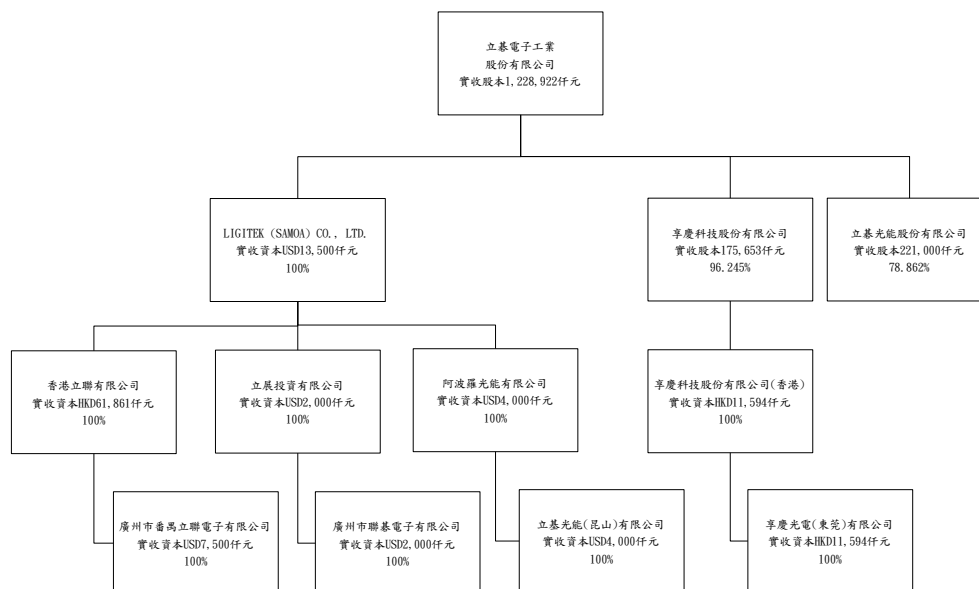 立碁電子工業
股份有限公司
實收股本1,228,922仟元
LIGITEK (SAMOA) CO., LTD.
實收資本USD13,500仟元
100%
享慶科技股份有限公司
實收股本175,653仟元
96.245%
立碁光能股份有限公司
實收股本221,000仟元
78.862%
香港立聯有限公司
實收資本HKD61,861仟元
100%
立展投資有限公司
實收資本USD2,000仟元
100%
阿波羅光能有限公司
實收資本USD4,000仟元
100%
享慶科技股份有限公司(香港)
實收資本HKD11,594仟元
100%
廣州市番禺立聯電子有限公司
實收資本USD7,500仟元
100%
廣州市聯碁電子有限公司
實收資本USD2,000仟元
100%
立基光能(昆山)有限公司
實收資本USD4,000仟元
100%
享慶光電(東莞)有限公司
實收資本HKD11,594仟元
100%